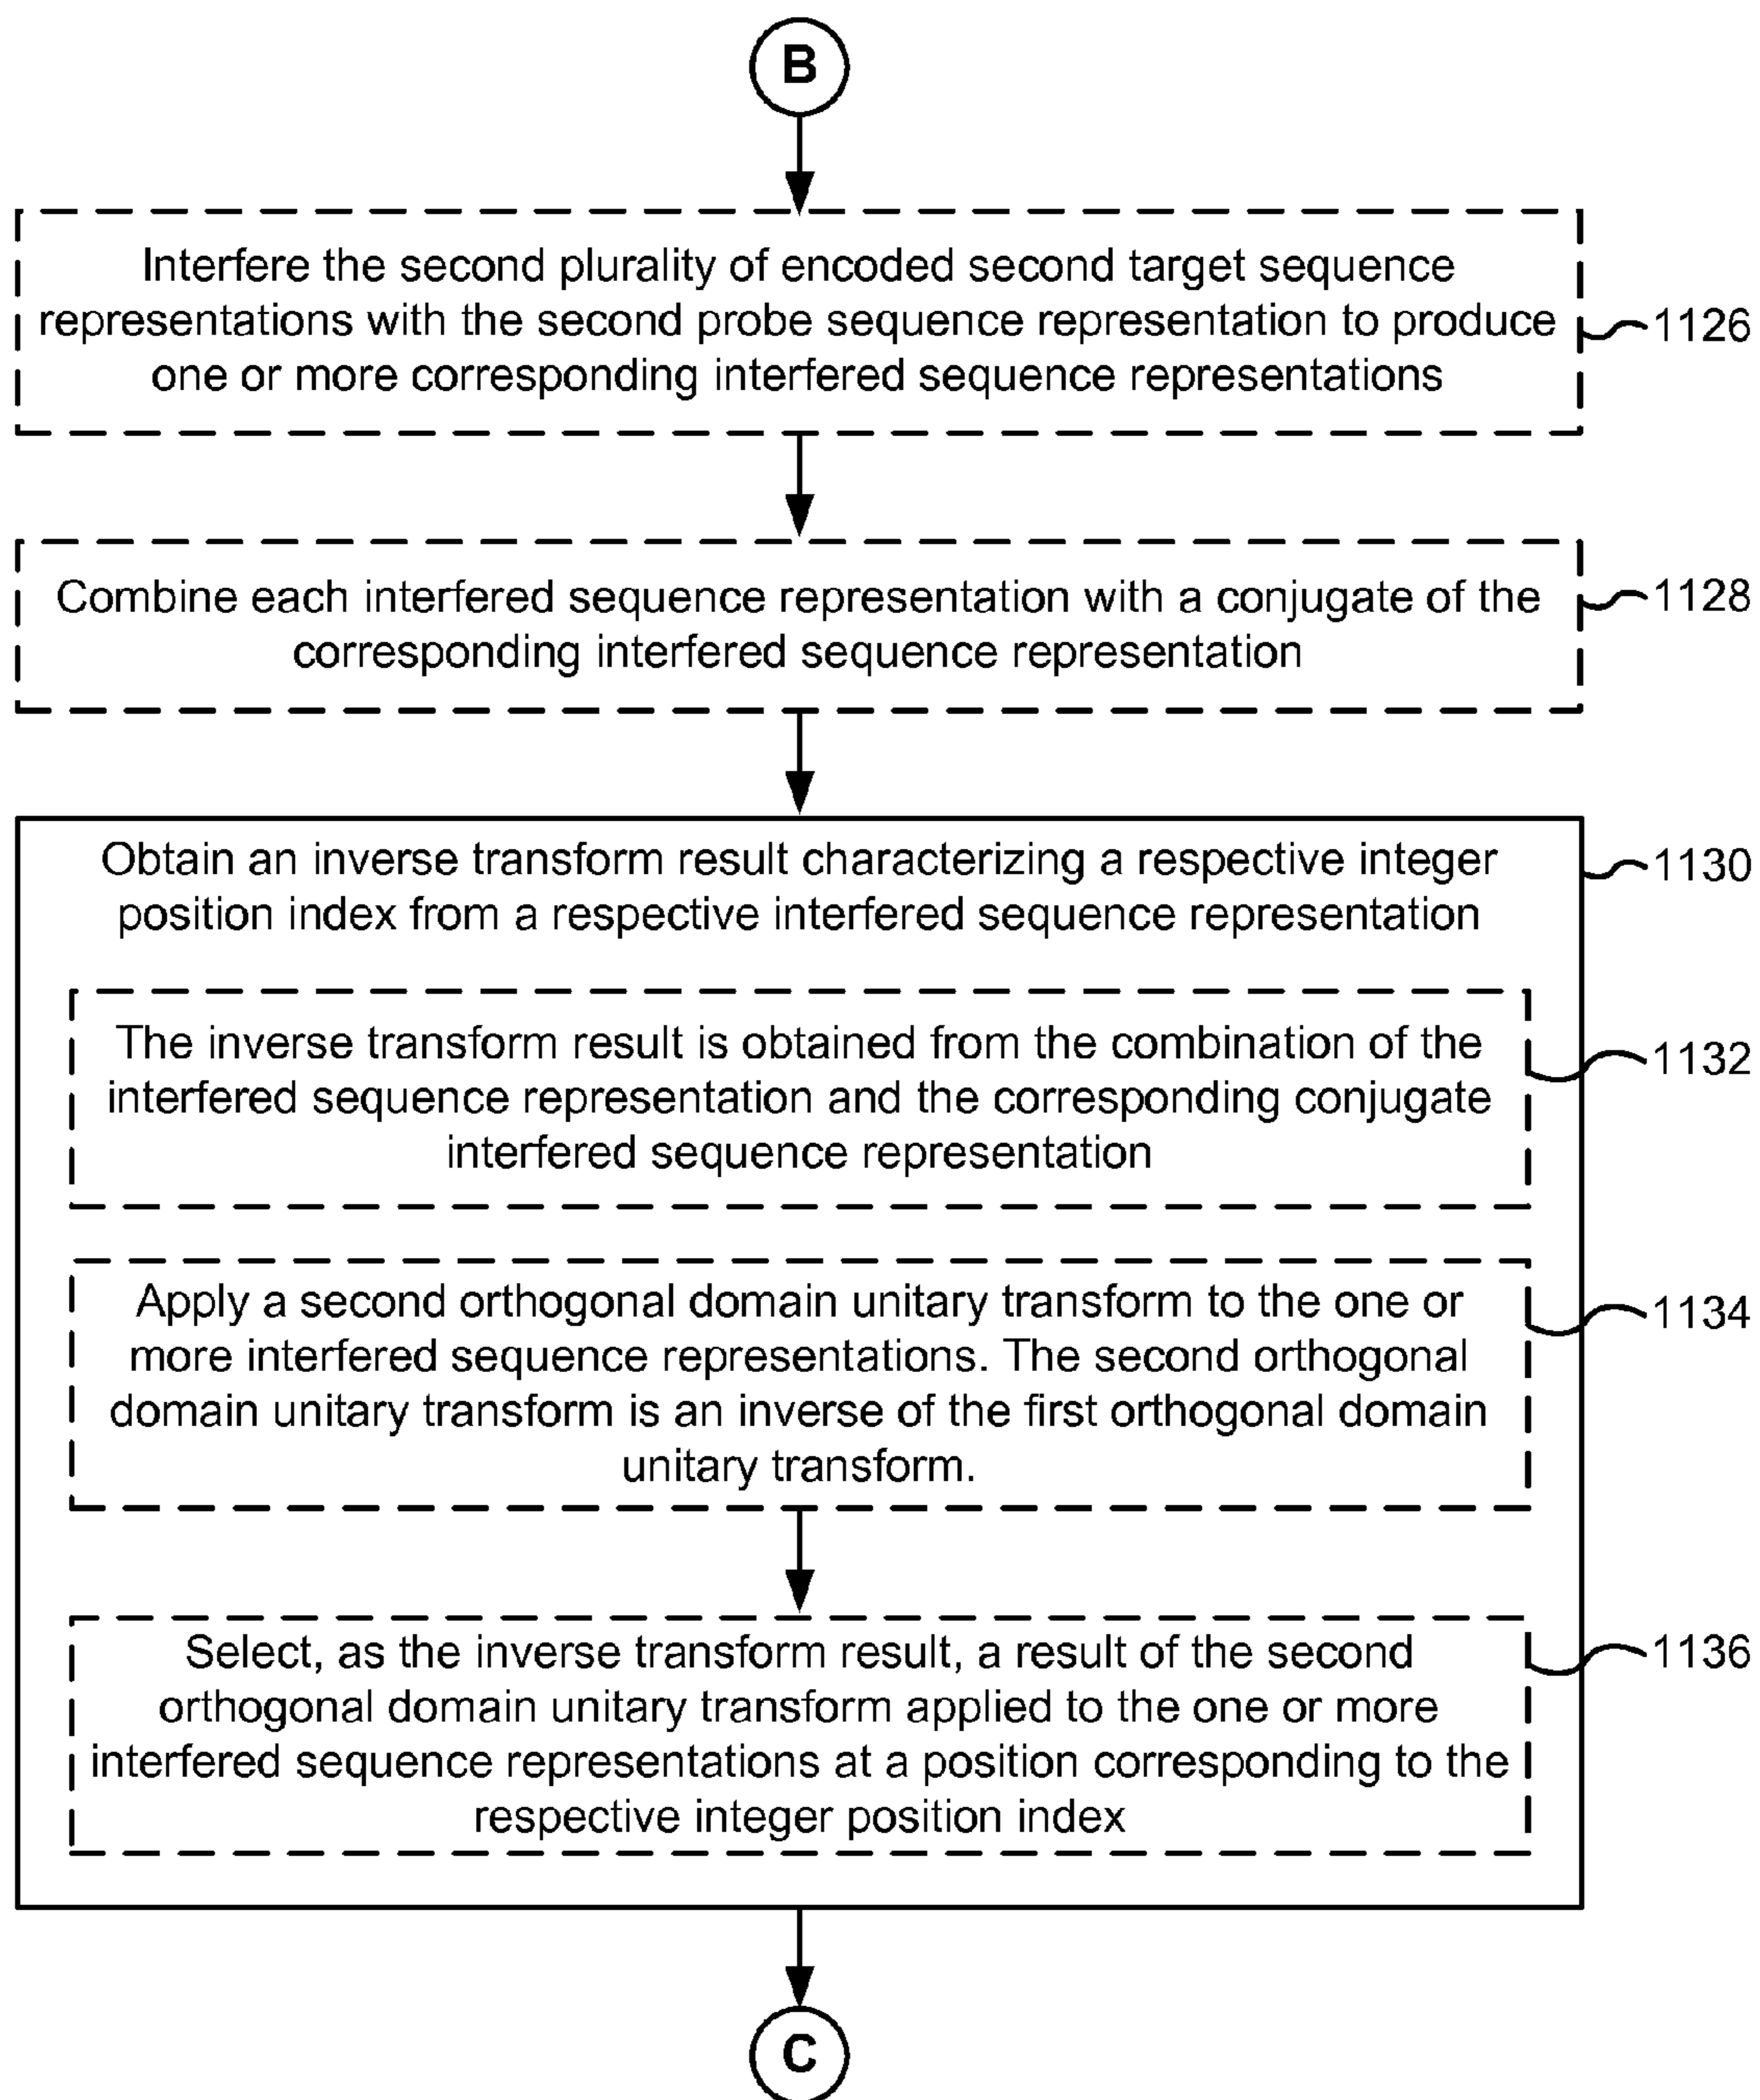 B
Interfere the second plurality of encoded second target sequence
representations with the second probe sequence representation to produce
one or more corresponding interfered sequence representations
1126
Combine each interfered sequence representation with a conjugate of the
corresponding interfered sequence representation
1128
Obtain an inverse transform result characterizing a respective integer
position index from a respective interfered sequence representation
1130
The inverse transform result is obtained from the combination of the
interfered sequence representation and the corresponding conjugate
interfered sequence representation
1132
Apply a second orthogonal domain unitary transform to the one or
more interfered sequence representations. The second orthogonal
domain unitary transform is an inverse of the first orthogonal domain
unitary transform.
1134
Select, as the inverse transform result, a result of the second
orthogonal domain unitary transform applied to the one or more
interfered sequence representations at a position corresponding to the
respective integer position index
1136
C